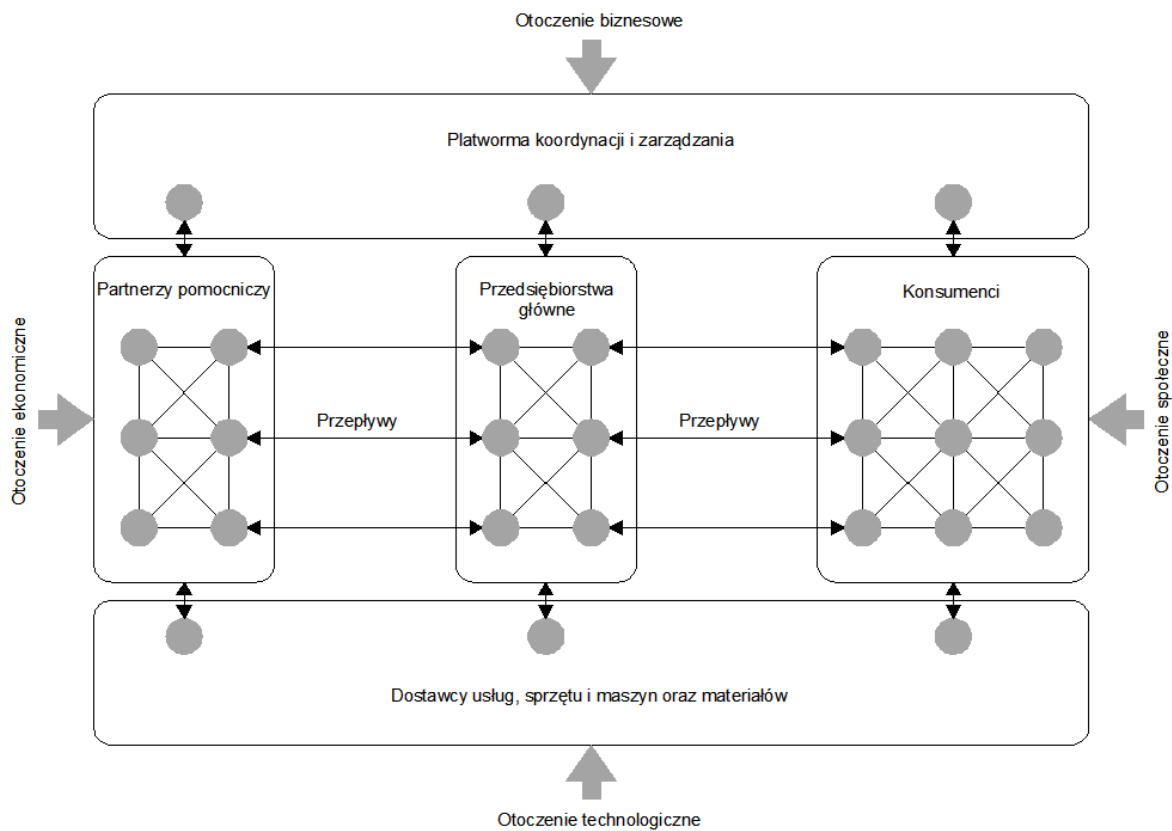 Otoczenie biznesowe
Platworma koordynacji i zarządzania
Partnerzy pomocniczy
Przedsiębiorstwa
główne
Konsumenci
Otoczenie ekonomiczne
Przepływy
Przepływy
Otoczenie społeczne
Dostawcy usług, sprzętu i maszyn oraz materiałów
Otoczenie technologiczne